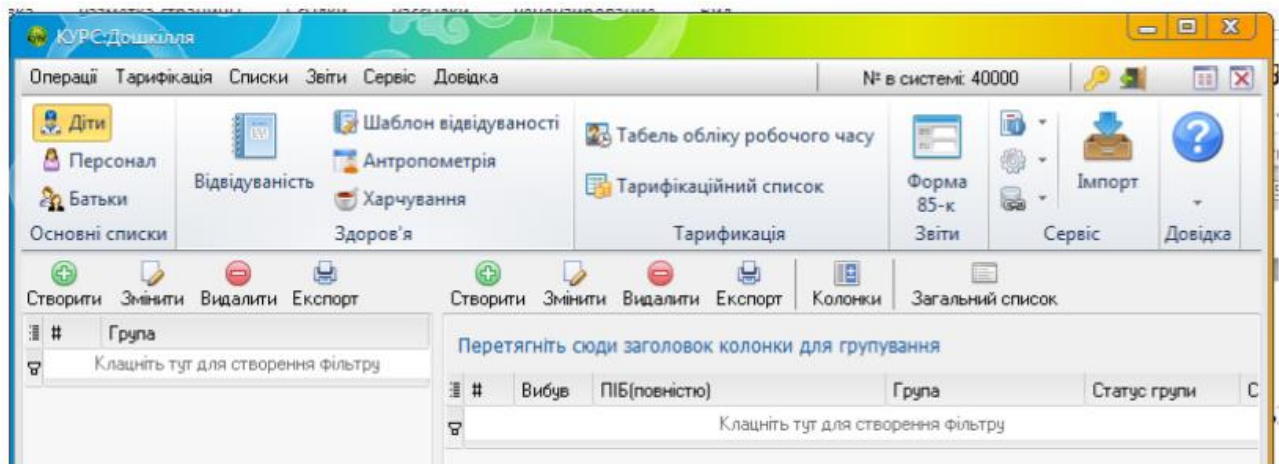 КУРС:Дошкілля
Операції Тарифікація Списки Звіти Сервіс Довідка № в системі: 40000
Діти
Персонал
Батьки
Основні списки
Відвідуваність
Шаблон відвідуваності
Антропометрія
Харчування
Здоров'я
Табель обліку робочого часу
Тарифікаційний список
Тарификація
Форма
85-к
Звіти
Імпорт
Сервіс
Довідка
Створити Змінити Видалити Експорт
# Група
Клацніть тут для створення фільтру
Створити Змінити Видалити Експорт Колонки Загальний список
Перетягніть сюди заголовок колонки для групування
# Вибув ПІБ(повністю) Група Статус групи С
Клацніть тут для створення фільтру